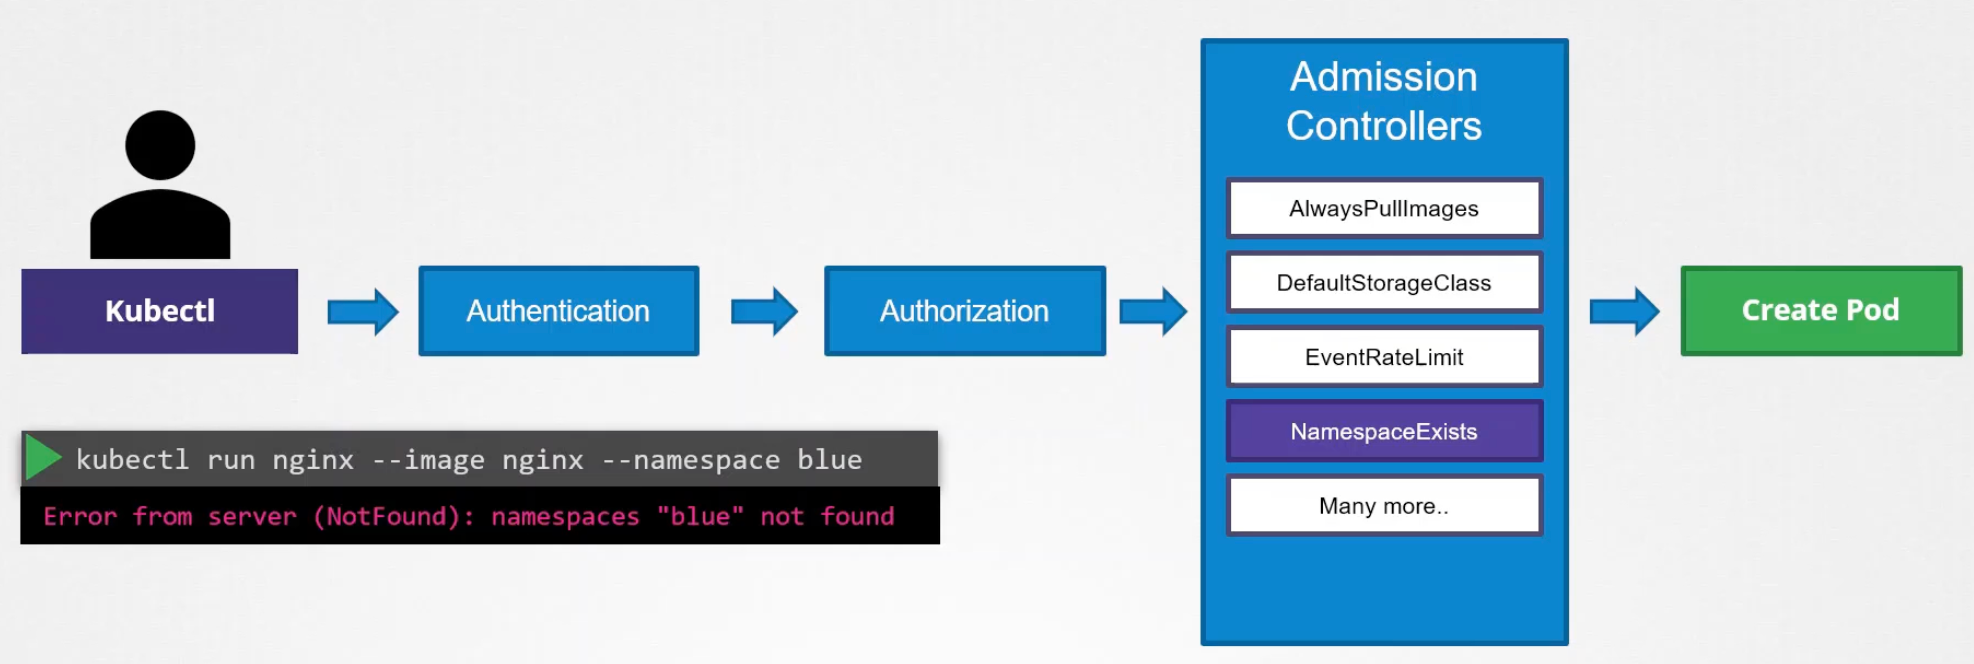 Kubectl
Authentication
Authorization
Admission
Controllers
AlwaysPullImages
DefaultStorageClass
EventRateLimit
NamespaceExists
Many more..
Create Pod
kubectl run nginx --image nginx --namespace blue
Error from server (NotFound): namespaces "blue" not found